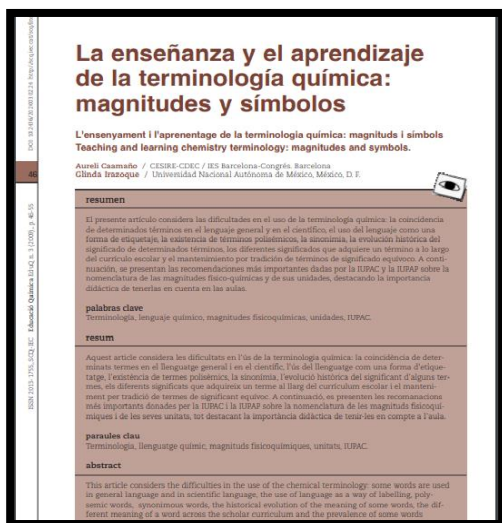 La enseñanza y el aprendizaje
de la terminología química:
magnitudes y símbolos
L'ensenyament i l'aprenentage de la terminologia química: magnituds i símbols
Teaching and learning chemistry terminology: magnitudes and symbols.
Aureli Caamaño / CESIRE-CDEC / IES Barcelona-Congrés. Barcelona
Glinda Irazoque / Universidad Nacional Autónoma de México, México, D. F.
46
ISSN 2013-1755, SCQ-IEC Educació Química EduQ n. 3 (2009), p. 46-55
resumen
El presente artículo considera las dificultades en el uso de la terminología química: la coincidencia
de determinados términos en el lenguaje general y en el científico, el uso del lenguaje como una
forma de etiquetaje, la existencia de términos polisémicos, la sinonimia, la evolución histórica del
significado de determinados términos, los diferentes significados que adquiere un término a lo largo
del currículo escolar y el mantenimiento por tradición de términos de significado equívoco. A conti-
nuación, se presentan las recomendaciones más importantes dadas por la IUPAC y la IUPAP sobre la
nomenclatura de las magnitudes físico-químicas y de sus unidades, destacando la importancia
didáctica de tenerlas en cuenta en las aulas.
palabras clave
Terminología, lenguaje químico, magnitudes fisicoquímicas, unidades, IUPAC.
resum
Aquest article considera les dificultats en l'ús de la terminologia química: la coincidència de deter-
minats termes en el llenguatge general i en el científic, l'ús del llenguatge com una forma d'etique-
tatge, l'existència de termes polisèmics, la sinonimia, l'evolució històrica del significant d'alguns ter-
mes, els diferents significats que adquireix un terme al llarg del currículum escolar i el manteni-
ment per tradició de termes de significant equívoc. A continuació, es presenten les recomanacions
més importants donades per la IUPAC i la IUPAP sobre la nomenclatura de les magnituds fisicoquí-
miques i de les seves unitats, tot destacant la importància didàctica de tenir-les en compte a l'aula.
paraules clau
Terminologia, llenguatge químic, magnituds fisicoquímiques, unitats, IUPAC.
abstract
This article considers the difficulties in the use of the chemical terminology: some words are used
in general language and in scientific language, the use of language as a way of labelling, poly-
semic words, synonimous words, the historical evolution of the meaning of some words, the dif-
ferent meaning of a word across the scholar curriculum and the prevalence of some words